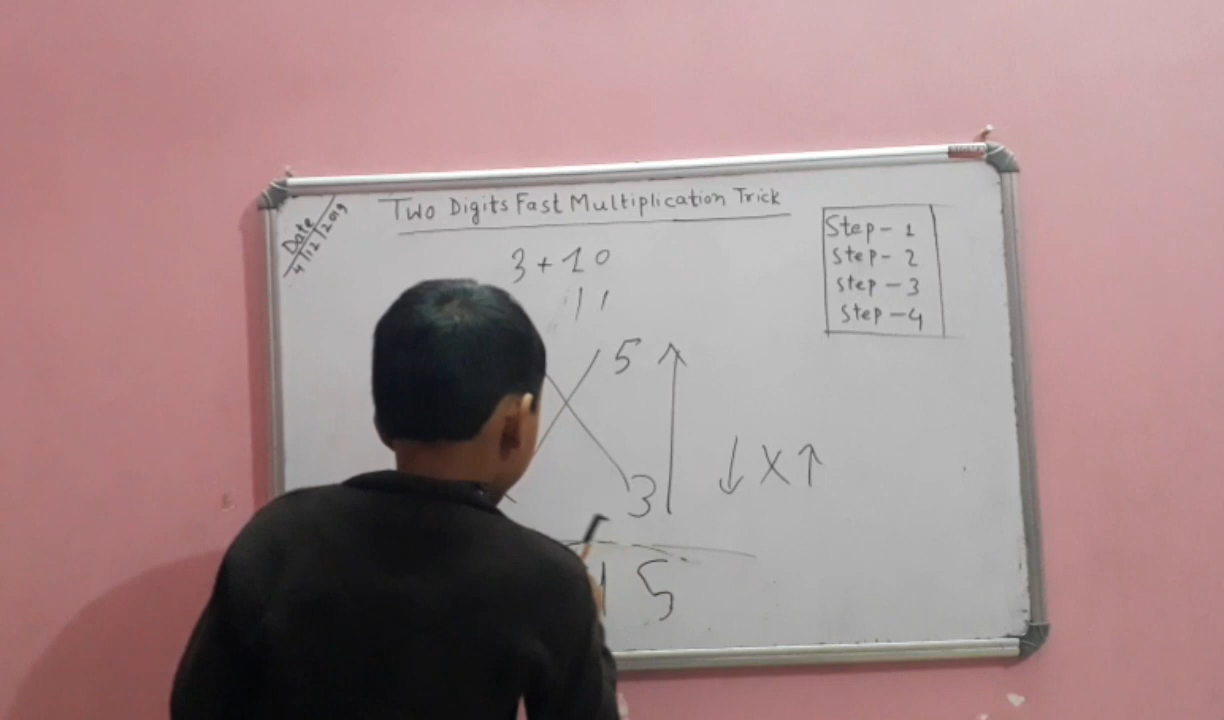 Two Digits Fast Multiplication Trick
Date
4/12/2019
Step - 1
Step - 2
Step - 3
Step - 4
3 + 10
11
5
↓ X ↑
3
5